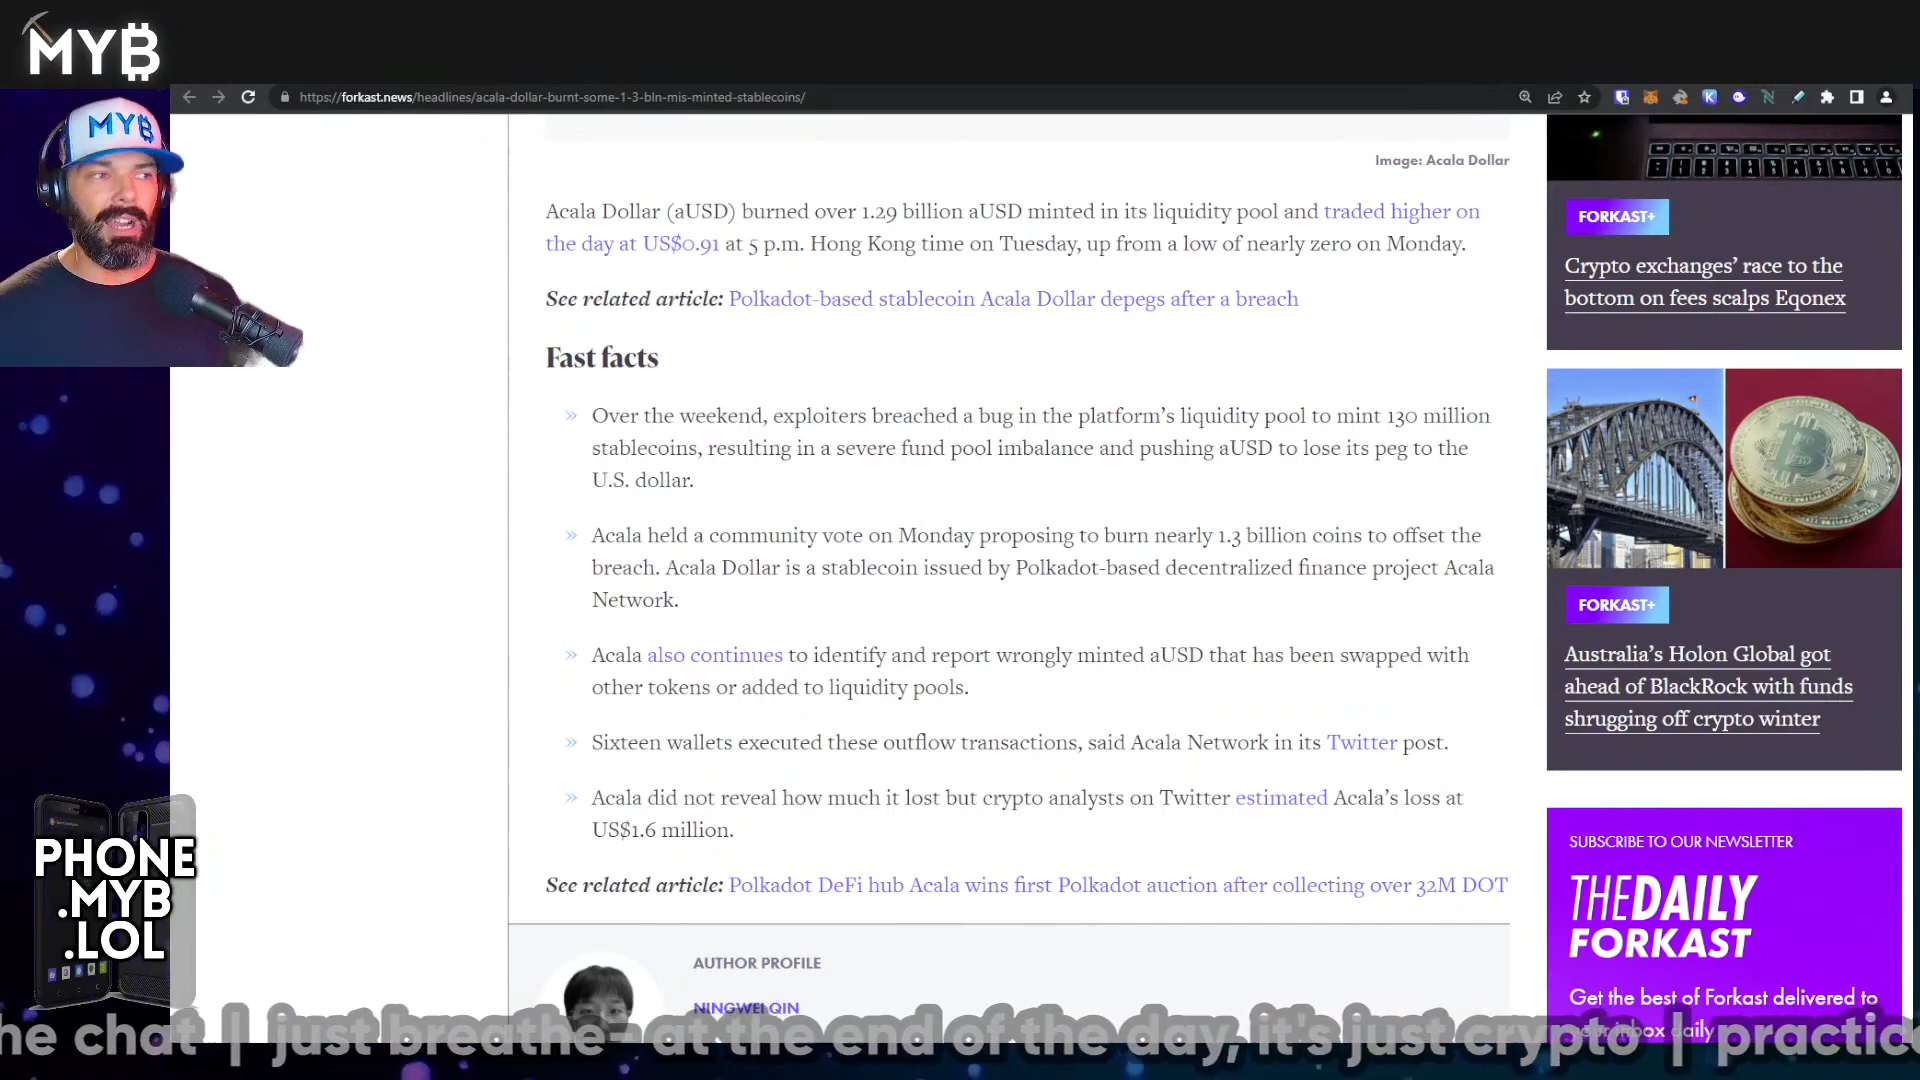 MYB
https://forkast.news/headlines/acala-dollar-burnt-some-1-3-bln-mis-minted-stablecoins/
MYB
Image: Acala Dollar
Acala Dollar (aUSD) burned over 1.29 billion aUSD minted in its liquidity pool and traded higher on
the day at US$0.91 at 5 p.m. Hong Kong time on Tuesday, up from a low of nearly zero on Monday.
See related article: Polkadot-based stablecoin Acala Dollar depegs after a breach
Fast facts
» Over the weekend, exploiters breached a bug in the platform's liquidity pool to mint 130 million
stablecoins, resulting in a severe fund pool imbalance and pushing aUSD to lose its peg to the
U.S. dollar.
» Acala held a community vote on Monday proposing to burn nearly 1.3 billion coins to offset the
breach. Acala Dollar is a stablecoin issued by Polkadot-based decentralized finance project Acala
Network.
» Acala also continues to identify and report wrongly minted aUSD that has been swapped with
other tokens or added to liquidity pools.
» Sixteen wallets executed these outflow transactions, said Acala Network in its Twitter post.
» Acala did not reveal how much it lost but crypto analysts on Twitter estimated Acala's loss at
US$1.6 million.
See related article: Polkadot DeFi hub Acala wins first Polkadot auction after collecting over 32M DOT
AUTHOR PROFILE
NINGWEI QIN
FORKAST+
Crypto exchanges' race to the
bottom on fees scalps Eqonex
FORKAST+
Australia's Holon Global got
ahead of BlackRock with funds
shrugging off crypto winter
SUBSCRIBE TO OUR NEWSLETTER
THE DAILY
FORKAST
Get the best of Forkast delivered to
your inbox daily
PHONE
.MYB
.LOL
he chat | just breathe - at the end of the day, it's just crypto | practice